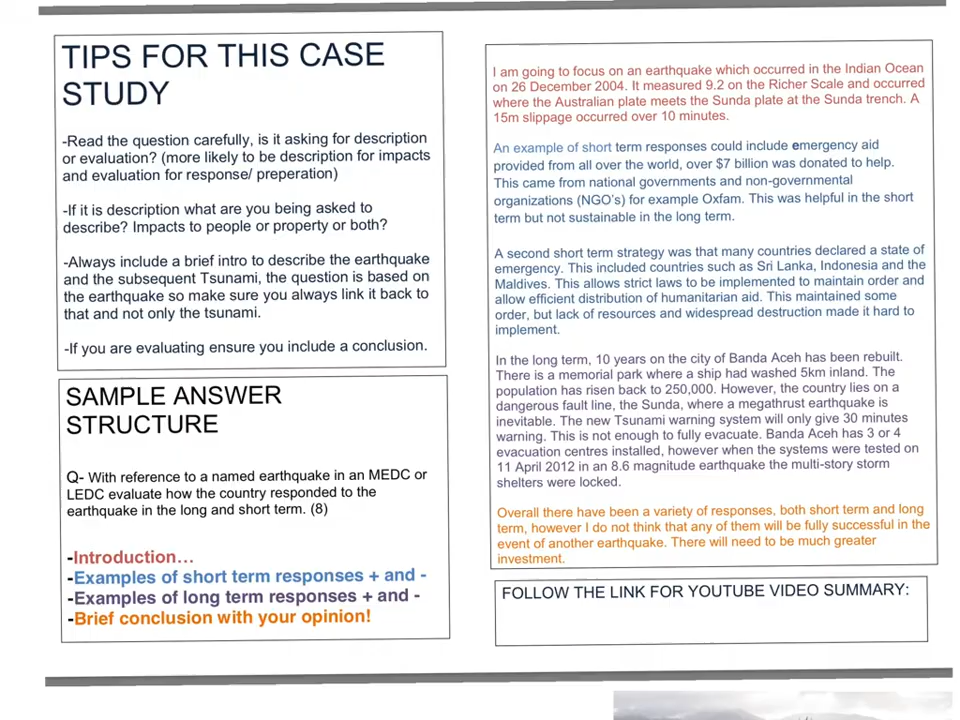 TIPS FOR THIS CASE
STUDY
-Read the question carefully, is it asking for description
or evaluation? (more likely to be description for impacts
and evaluation for response/ preperation)
-If it is description what are you being asked to
describe? Impacts to people or property or both?
-Always include a brief intro to describe the earthquake
and the subsequent Tsunami, the question is based on
the earthquake so make sure you always link it back to
that and not only the tsunami.
-If you are evaluating ensure you include a conclusion.
SAMPLE ANSWER
STRUCTURE
Q- With reference to a named earthquake in an MEDC or
LEDC evaluate how the country responded to the
earthquake in the long and short term. (8)
-Introduction...
-Examples of short term responses + and -
-Examples of long term responses + and -
-Brief conclusion with your opinion!
I am going to focus on an earthquake which occurred in the Indian Ocean
on 26 December 2004. It measured 9.2 on the Richer Scale and occurred
where the Australian plate meets the Sunda plate at the Sunda trench. A
15m slippage occurred over 10 minutes.
An example of short term responses could include emergency aid
provided from all over the world, over $7 billion was donated to help.
This came from national governments and non-governmental
organizations (NGO's) for example Oxfam. This was helpful in the short
term but not sustainable in the long term.
A second short term strategy was that many countries declared a state of
emergency. This included countries such as Sri Lanka, Indonesia and the
Maldives. This allows strict laws to be implemented to maintain order and
allow efficient distribution of humanitarian aid. This maintained some
order, but lack of resources and widespread destruction made it hard to
implement.
In the long term, 10 years on the city of Banda Aceh has been rebuilt.
There is a memorial park where a ship had washed 5km inland. The
population has risen back to 250,000. However, the country lies on a
dangerous fault line, the Sunda, where a megathrust earthquake is
inevitable. The new Tsunami warning system will only give 30 minutes
warning. This is not enough to fully evacuate. Banda Aceh has 3 or 4
evacuation centres installed, however when the systems were tested on
11 April 2012 in an 8.6 magnitude earthquake the multi-story storm
shelters were locked.
Overall there have been a variety of responses, both short term and long
term, however I do not think that any of them will be fully successful in the
event of another earthquake. There will need to be much greater
investment.
FOLLOW THE LINK FOR YOUTUBE VIDEO SUMMARY: